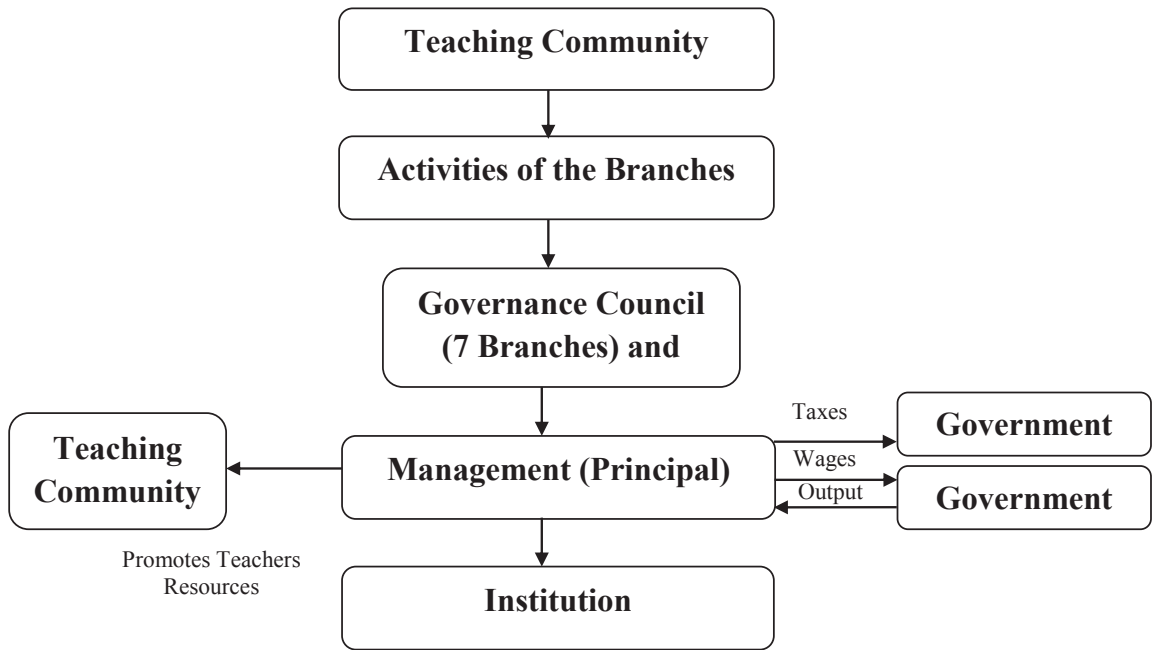 Teaching Community
Activities of the Branches
Governance Council
(7 Branches) and
Taxes
Government
Teaching
Community
Management (Principal)
Wages
Output
Government
Promotes Teachers
Resources
Institution